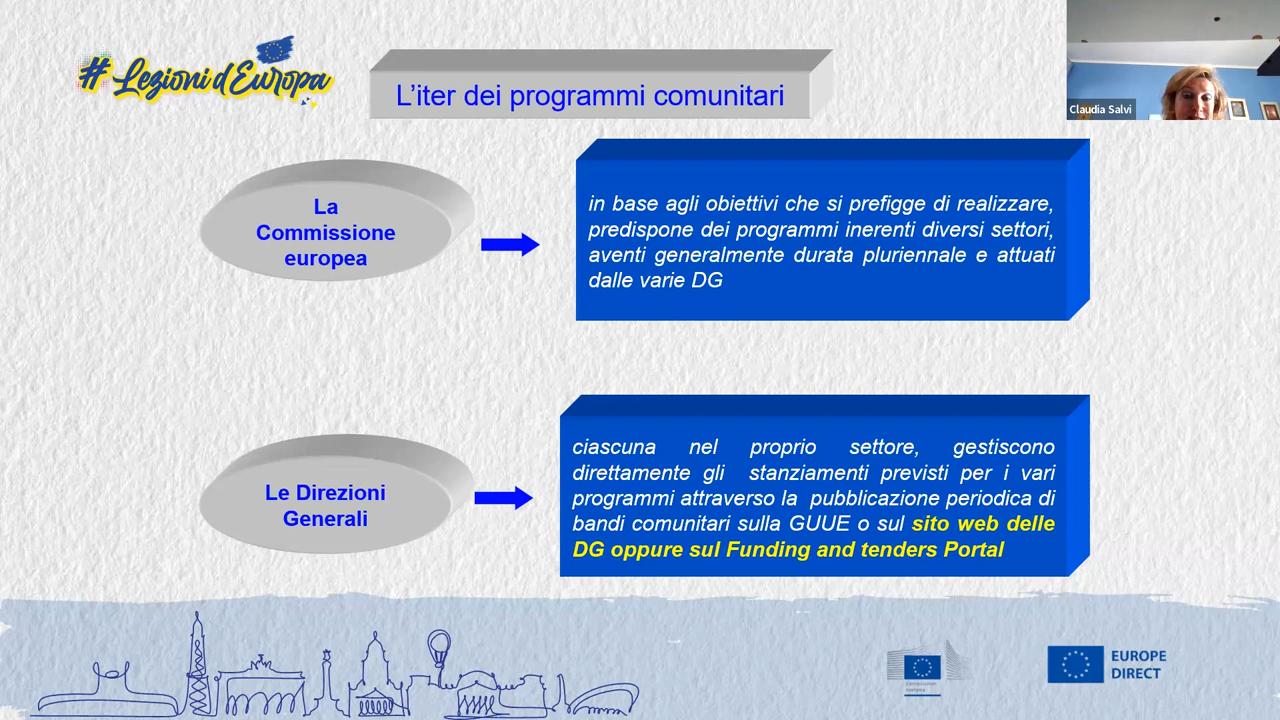 #LezionidEuropa
L'iter dei programmi comunitari
Claudia Salvi
La
Commissione
europea
in base agli obiettivi che si prefigge di realizzare,
predispone dei programmi inerenti diversi settori,
aventi generalmente durata pluriennale e attuati
dalle varie DG
Le Direzioni
Generali
ciascuna nel proprio settore, gestiscono
direttamente gli stanziamenti previsti per i vari
programmi attraverso la pubblicazione periodica di
bandi comunitari sulla GUUE o sul sito web delle
DG oppure sul Funding and tenders Portal
EUROPE
DIRECT